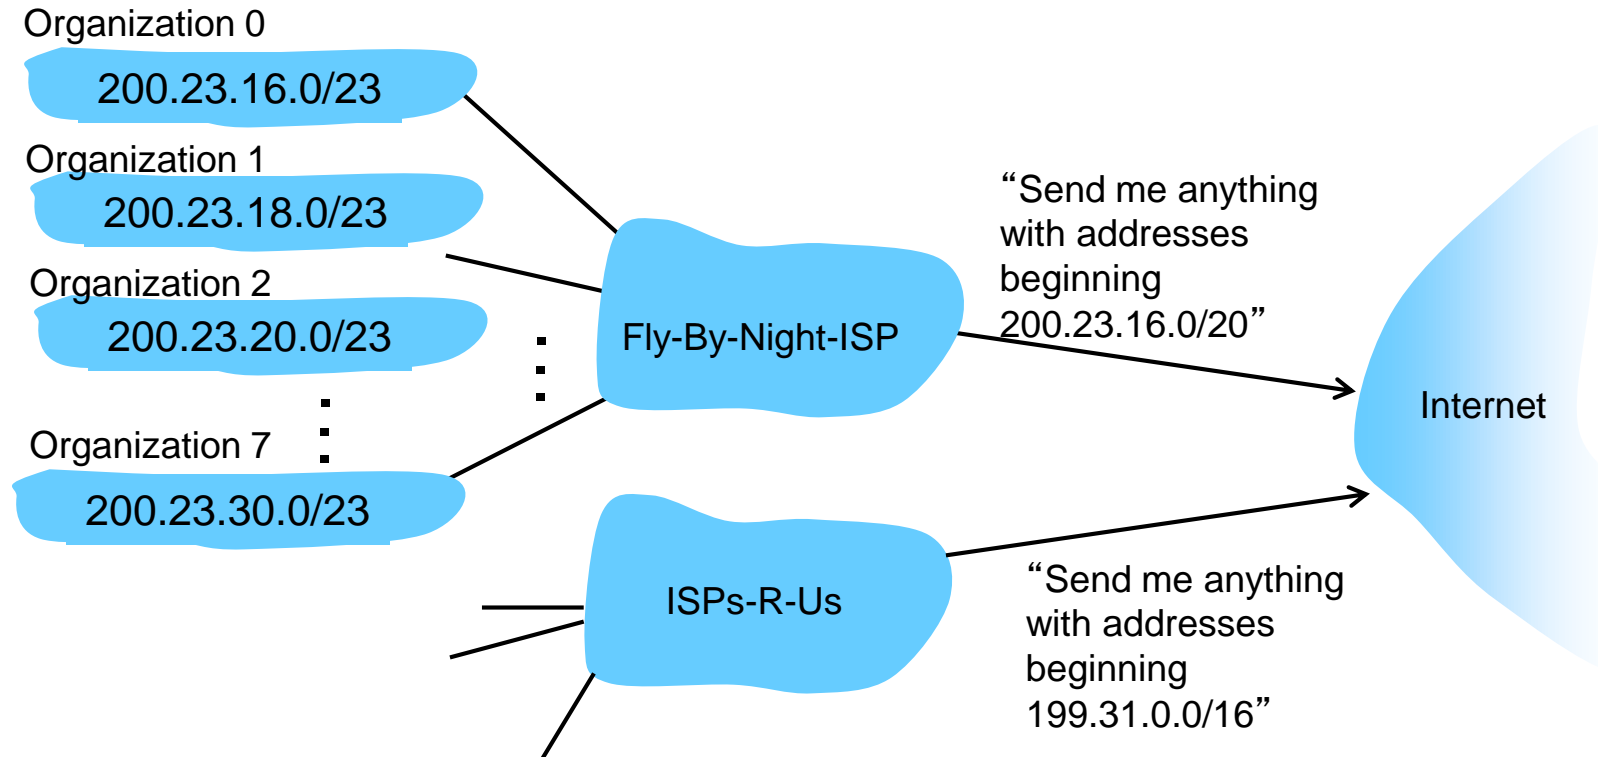 Organization 0
200.23.16.0/23
Organization 1
200.23.18.0/23
Organization 2
200.23.20.0/23
Organization 7
200.23.30.0/23
Fly-By-Night-ISP
“Send me anything
with addresses
beginning
200.23.16.0/20”
Internet
ISPs-R-Us
“Send me anything
with addresses
beginning
199.31.0.0/16”